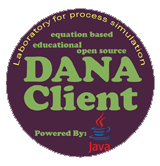 Laboratory for process simulation
equation based
educational
open source
DANA
Client
Powered By:
Java